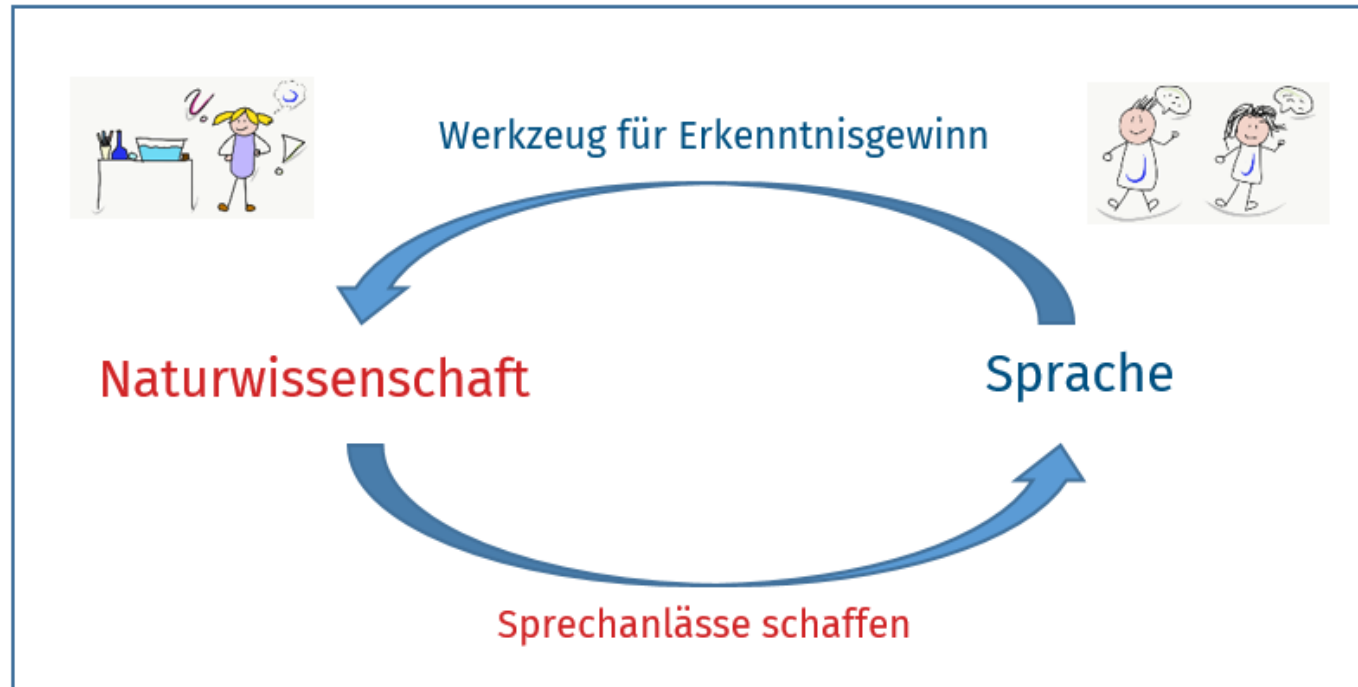 Werkzeug für Erkenntnisgewinn
Naturwissenschaft
Sprache
Sprechanlässe schaffen